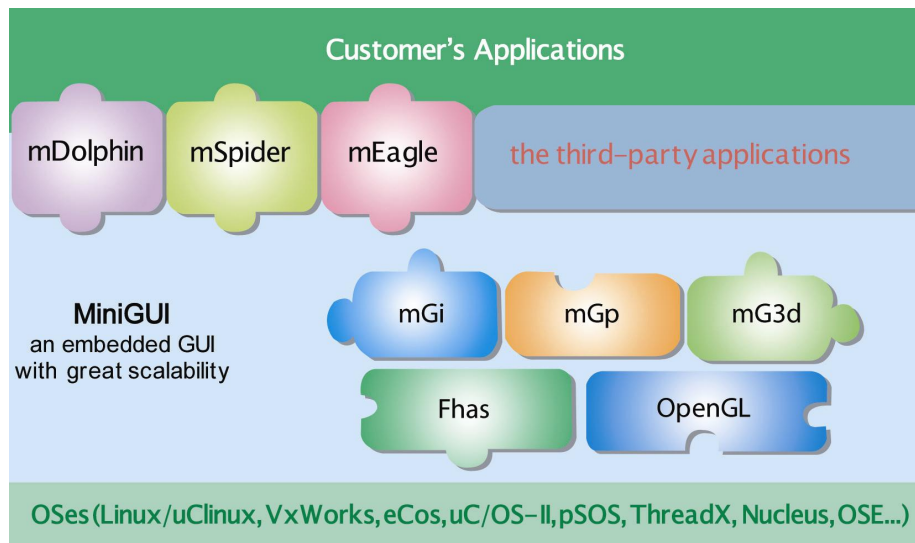 Customer's Applications
mDolphin
mSpider
mEagle
the third-party applications
MiniGUI
an embedded GUI
with great scalability
mGi
mGp
mG3d
Fhas
OpenGL
OSes(Linux/uClinux,VxWorks,eCos,uC/OS-II,pSOS,ThreadX,Nucleus,OSE...)